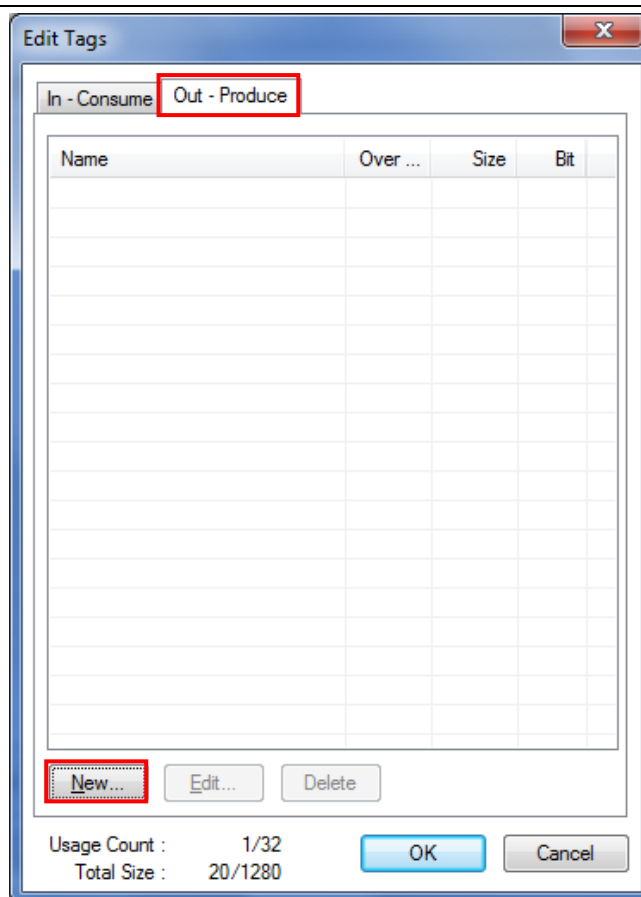 Edit Tags
x
In - Consume Out - Produce
Name Over ... Size Bit
New... Edit... Delete
Usage Count : 1/32 OK Cancel
Total Size : 20/1280